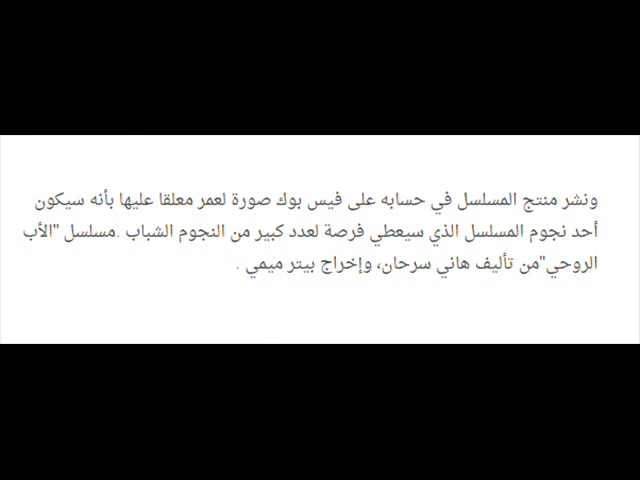 ونشر منتج المسلسل في حسابه على فيس بوك صورة لعمر معلقا عليها بأنه سيكون
أحد نجوم المسلسل الذي سيعطي فرصة لعدد كبير من النجوم الشباب .مسلسل "الأب
الروحي"من تأليف هاني سرحان، وإخراج بيتر ميمي .